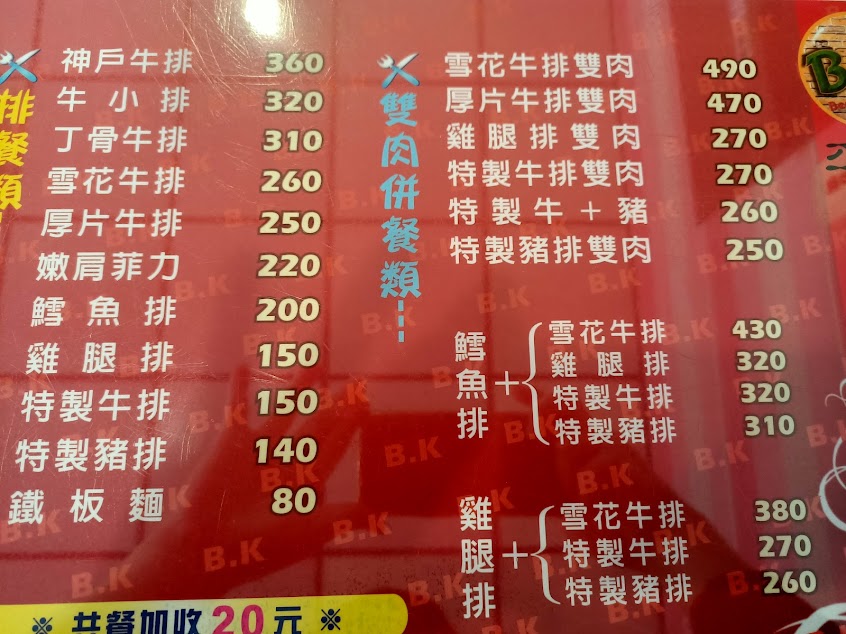 排餐類
神戶牛排 360
牛小排 320
丁骨牛排 310
雪花牛排 260
厚片牛排 250
嫩肩菲力 220
鱈魚排 200
雞腿排 150
特製牛排 150
特製豬排 140
鐵板麵 80
※ 共餐加收20元 ※
雙肉併餐類
雪花牛排雙肉 490
厚片牛排雙肉 470
雞腿排雙肉 270
特製牛排雙肉 270
特製牛+豬 260
特製豬排雙肉 250
鱈魚排+
雪花牛排 430
雞腿排 320
特製牛排 320
特製豬排 310
雞腿排+
雪花牛排 380
特製牛排 270
特製豬排 260
B.K